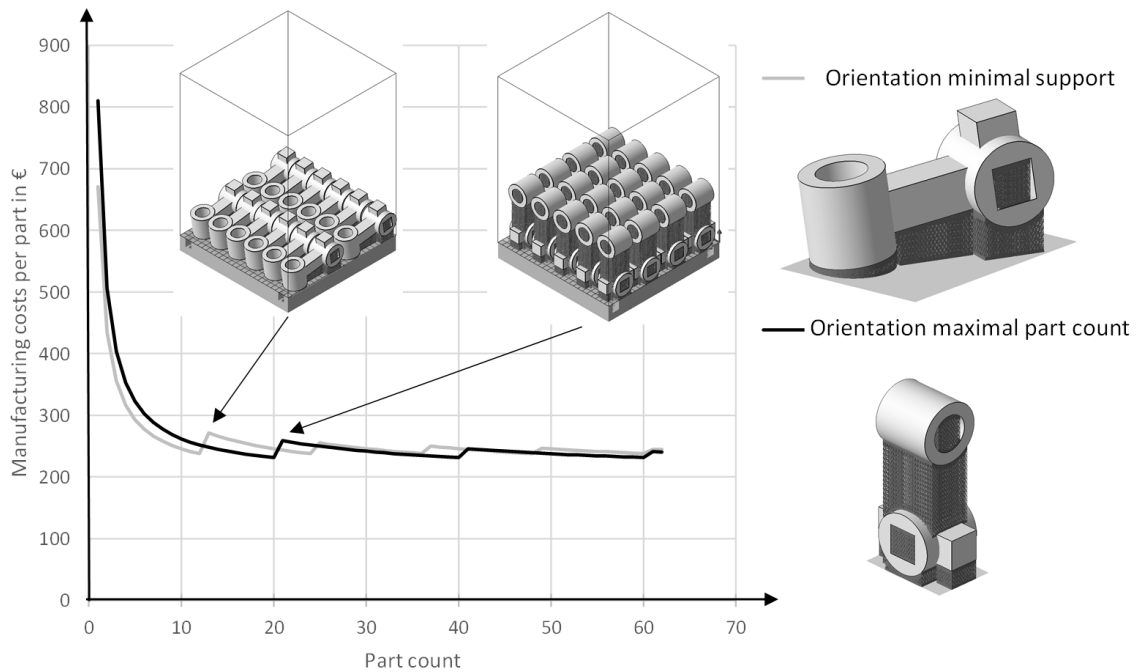 900
800
700
600
500
400
300
200
100
0
Manufacturing costs per part in €
0 10 20 30 40 50 60 70
Part count
Orientation minimal support
Orientation maximal part count